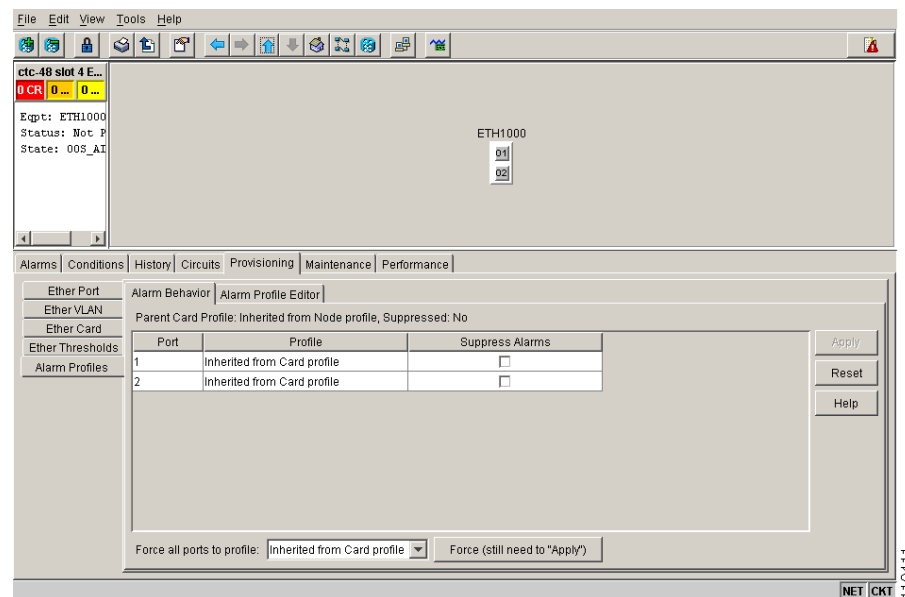 File Edit View Tools Help
ctc-48 slot 4 E...
0 CR 0 ... 0 ...
Eqpt: ETH1000
Status: Not P
State: OOS_AI
ETH1000
01
02
Alarms Conditions History Circuits Provisioning Maintenance Performance
Ether Port
Ether VLAN
Ether Card
Ether Thresholds
Alarm Profiles
Alarm Behavior Alarm Profile Editor
Parent Card Profile: Inherited from Node profile, Suppressed: No
Port Profile Suppress Alarms
1 Inherited from Card profile
2 Inherited from Card profile
Apply
Reset
Help
Force all ports to profile: Inherited from Card profile Force (still need to "Apply")
NET CKT